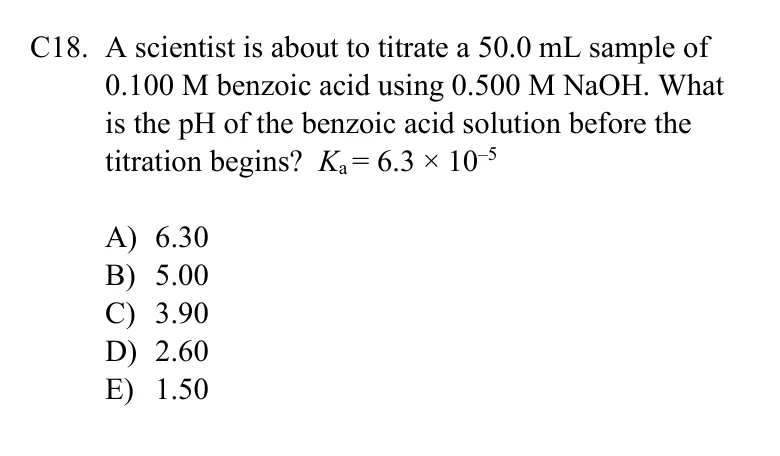 C18. A scientist is about to titrate a 50.0 mL sample of
0.100 M benzoic acid using 0.500 M NaOH. What
is the pH of the benzoic acid solution before the
titration begins? Kₐ = 6.3 × 10⁻⁵
A) 6.30
B) 5.00
C) 3.90
D) 2.60
E) 1.50